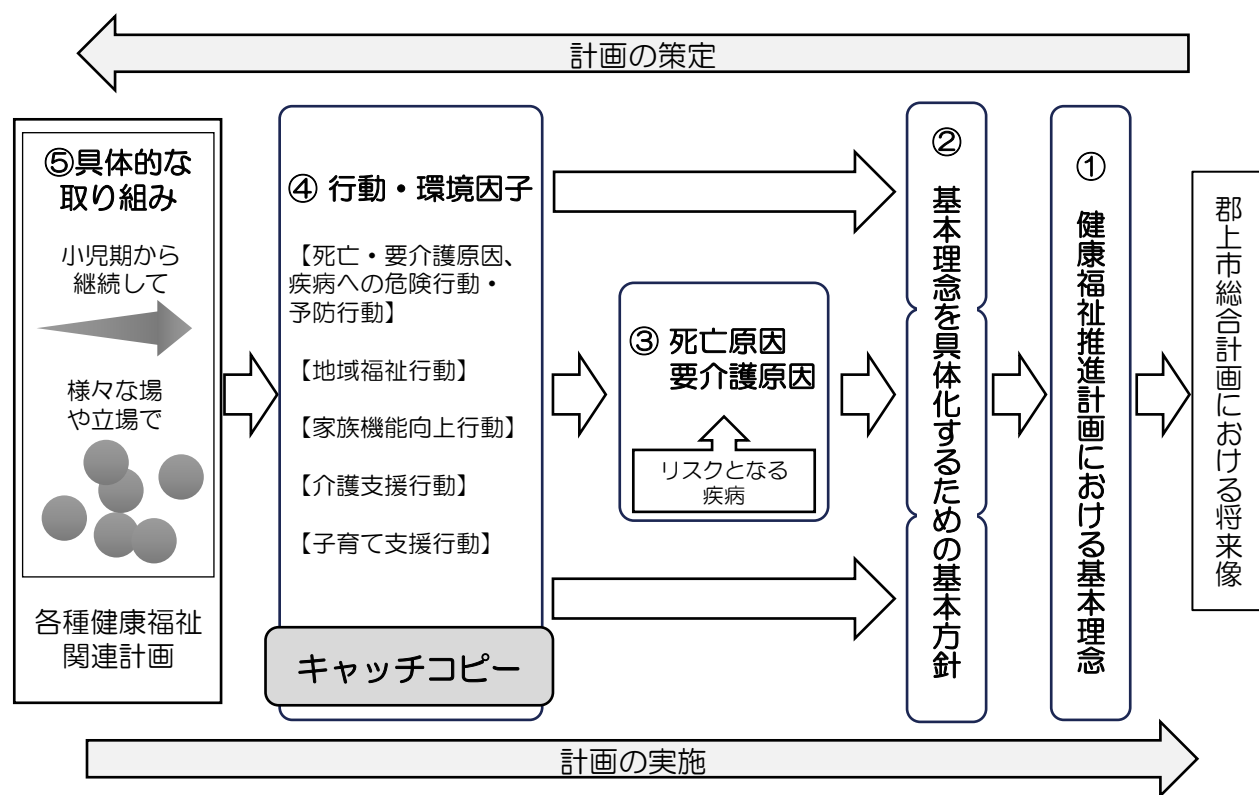 計画の策定
⑤具体的な
取り組み
小児期から
継続して
様々な場
や立場で
各種健康福祉
関連計画
④ 行動・環境因子
【死亡・要介護原因、
疾病への危険行動・
予防行動】
【地域福祉行動】
【家族機能向上行動】
【介護支援行動】
【子育て支援行動】
キャッチコピー
③ 死亡原因
要介護原因
リスクとなる
疾病
② 基本理念を具体化するための基本方針
① 健康福祉推進計画における基本理念
郡上市総合計画における将来像
計画の実施